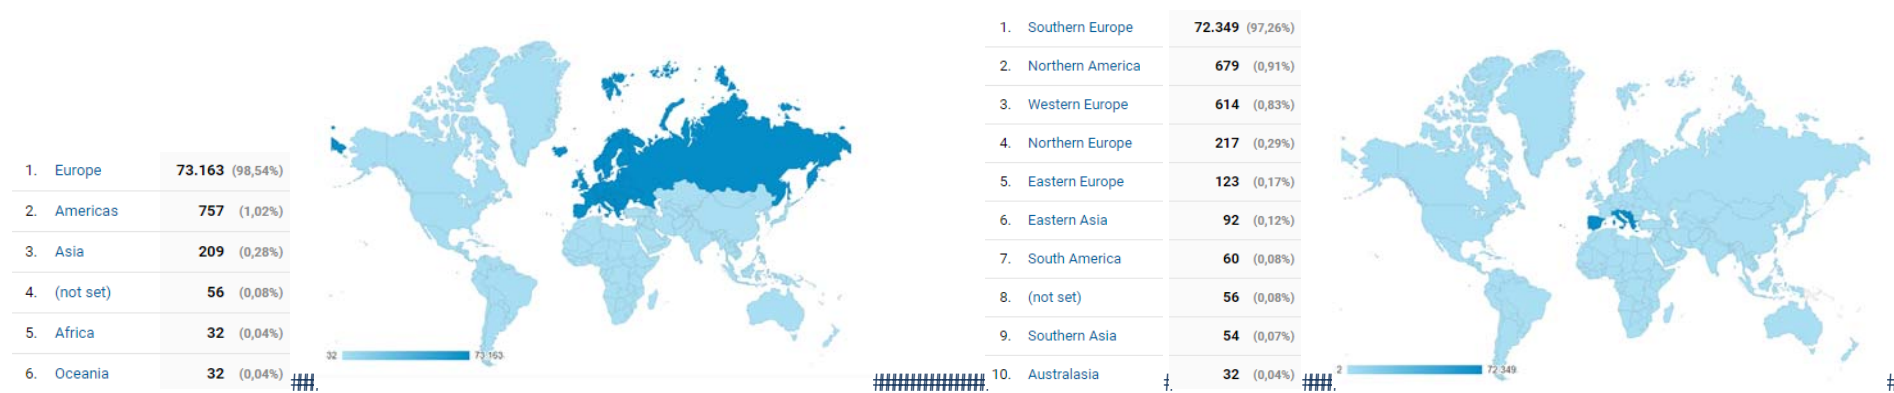 1. Europe 73.163 (98,54%)
2. Americas 757 (1,02%)
3. Asia 209 (0,28%)
4. (not set) 56 (0,08%)
5. Africa 32 (0,04%)
6. Oceania 32 (0,04%)
32 73.163
1. Southern Europe 72.349 (97,26%)
2. Northern America 679 (0,91%)
3. Western Europe 614 (0,83%)
4. Northern Europe 217 (0,29%)
5. Eastern Europe 123 (0,17%)
6. Eastern Asia 92 (0,12%)
7. South America 60 (0,08%)
8. (not set) 56 (0,08%)
9. Southern Asia 54 (0,07%)
10. Australasia 32 (0,04%)
2 72.349